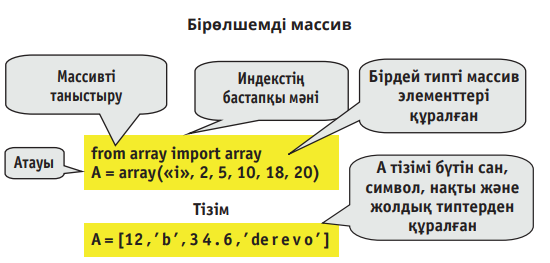 Бірөлшемді массив
Массивті
таныстыру
Индекстің
бастапқы мәні
Бірдей типті массив
элементтері
құралған
Атауы
from array import array
A = array(«i», 2, 5, 10, 18, 20)
Тізім
A = [12,’b’,34.6,’derevo’]
А тізімі бүтін сан,
символ, нақты және
жолдық типтерден
құралған